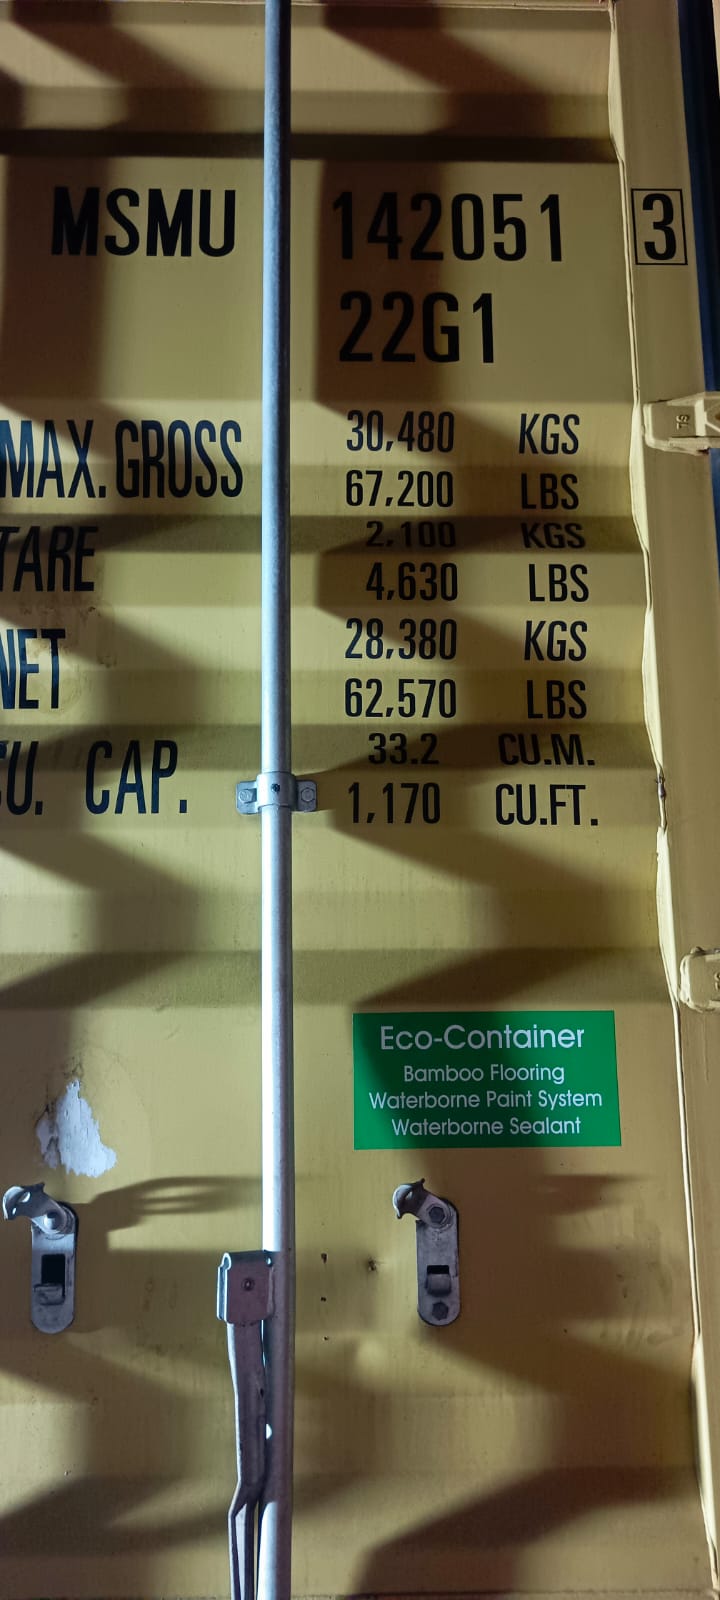 MSMU 142051 3
22G1
MAX. GROSS 30,480 KGS
67,200 LBS
TARE 2,100 KGS
4,630 LBS
NET 28,380 KGS
62,570 LBS
CU. CAP. 33.2 CU.M.
1,170 CU.FT.
Eco-Container
Bamboo Flooring
Waterborne Paint System
Waterborne Sealant